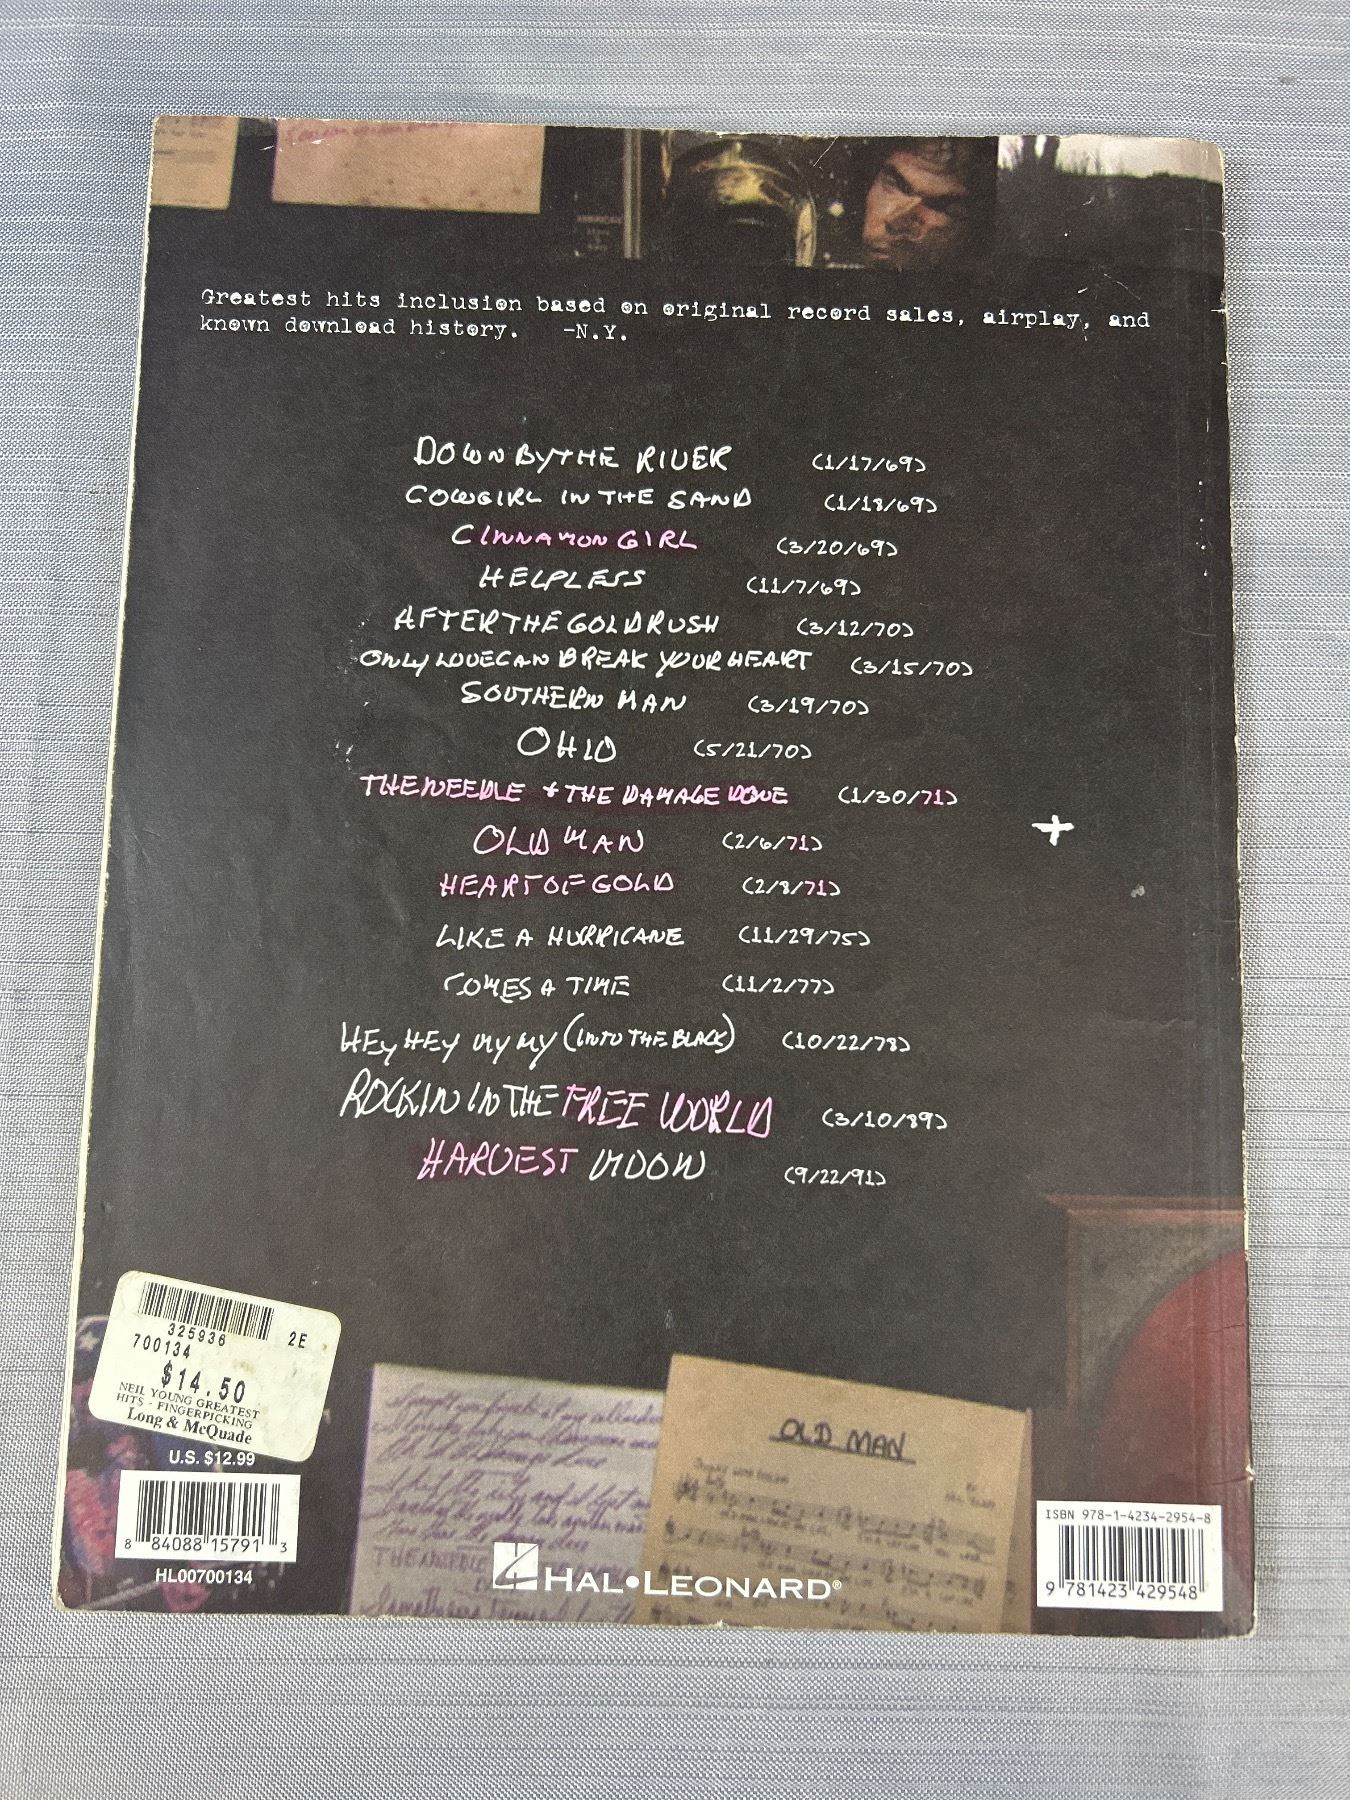 Greatest hits inclusion based on original record sales, airplay, and
known download history. -N.Y.
DOWN BY THE RIVER (1/17/69)
COWGIRL IN THE SAND (1/18/69)
CINNAMON GIRL (3/20/69)
HELPLESS (11/7/69)
AFTER THE GOLDRUSH (3/12/70)
ONLY LOVE CAN BREAK YOUR HEART (3/15/70)
SOUTHERN MAN (3/19/70)
OHIO (5/21/70)
THE NEEDLE + THE DAMAGE DONE (1/30/71)
+
OLD MAN (2/6/71)
HEART OF GOLD (2/8/71)
LIKE A HURRICANE (11/29/75)
COMES A TIME (11/2/77)
HEY HEY MY MY (INTO THE BLACK) (10/22/78)
ROCKIN IN THE FREE WORLD (3/10/89)
HARVEST MOON (9/22/91)
325936 2E
700134
$14.50
NEIL YOUNG GREATEST
HITS - FINGERPICKING
Long & McQuade
U.S. $12.99
8 84088 15791 3
HL00700134
OLD MAN
THE NEEDLE
HAL•LEONARD®
ISBN 978-1-4234-2954-8
9 781423 429548